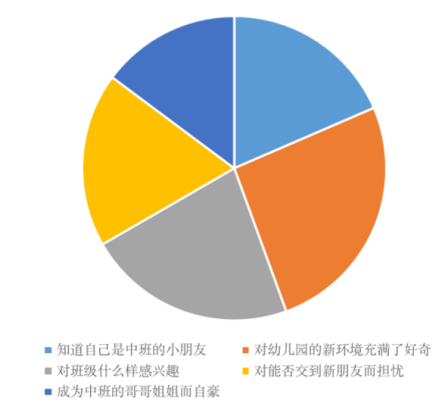 知道自己是中班的小朋友
对幼儿园的新环境充满了好奇
对班级什么样感兴趣
对能否交到新朋友而担忧
成为中班的哥哥姐姐而自豪